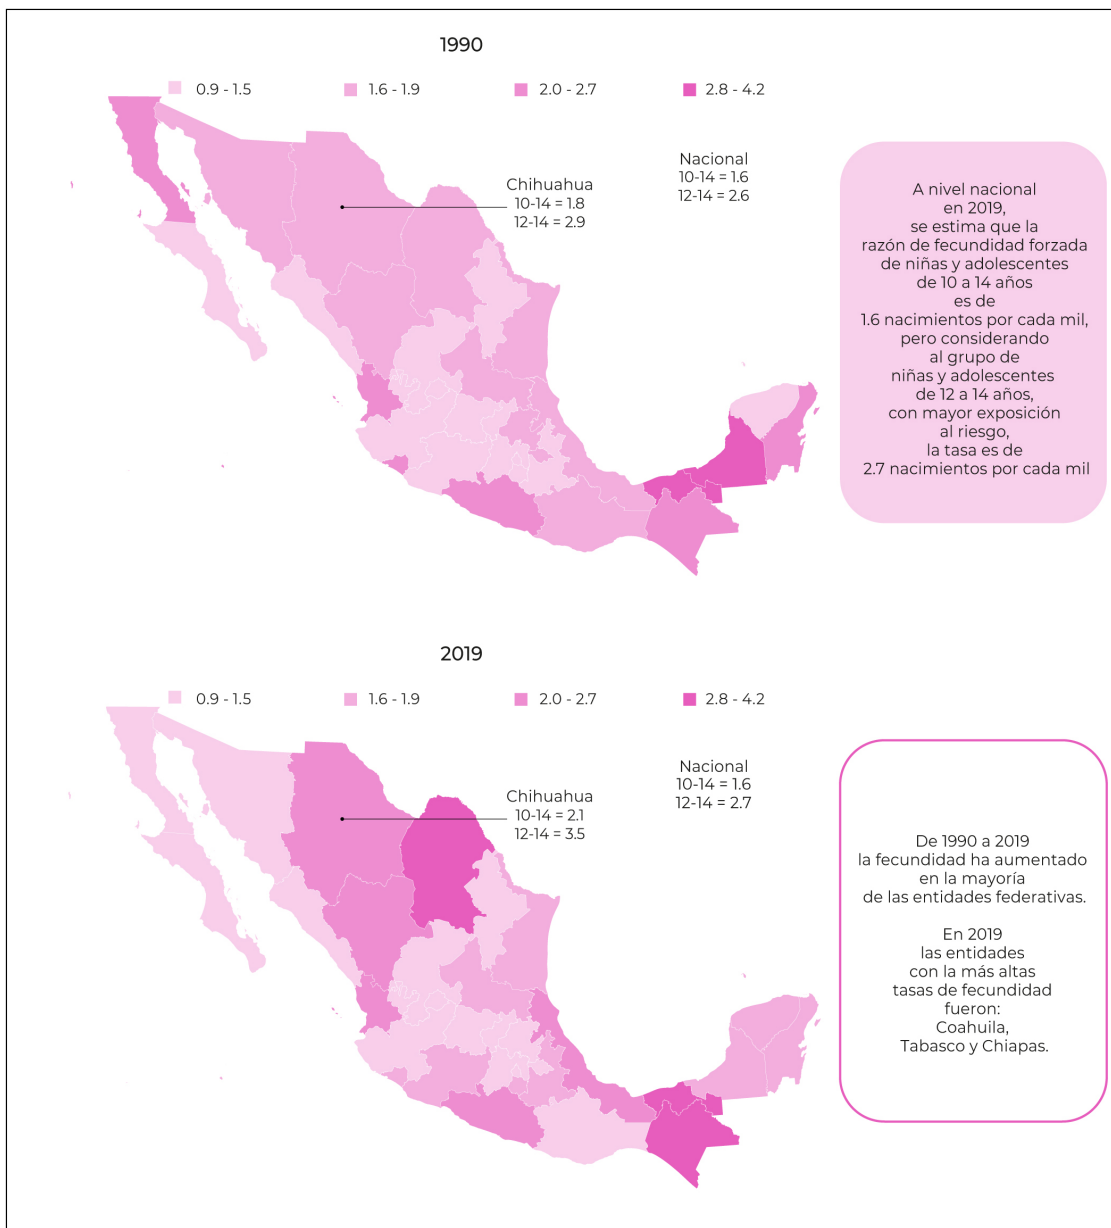 1990
0.9 - 1.5
1.6 - 1.9
2.0 - 2.7
2.8 - 4.2
Chihuahua
10-14 = 1.8
12-14 = 2.9
Nacional
10-14 = 1.6
12-14 = 2.6
A nivel nacional
en 2019,
se estima que la
razón de fecundidad forzada
de niñas y adolescentes
de 10 a 14 años
es de
1.6 nacimientos por cada mil,
pero considerando
al grupo de
niñas y adolescentes
de 12 a 14 años,
con mayor exposición
al riesgo,
la tasa es de
2.7 nacimientos por cada mil
2019
0.9 - 1.5
1.6 - 1.9
2.0 - 2.7
2.8 - 4.2
Chihuahua
10-14 = 2.1
12-14 = 3.5
Nacional
10-14 = 1.6
12-14 = 2.7
De 1990 a 2019
la fecundidad ha aumentado
en la mayoría
de las entidades federativas.
En 2019
las entidades
con la más altas
tasas de fecundidad
fueron:
Coahuila,
Tabasco y Chiapas.